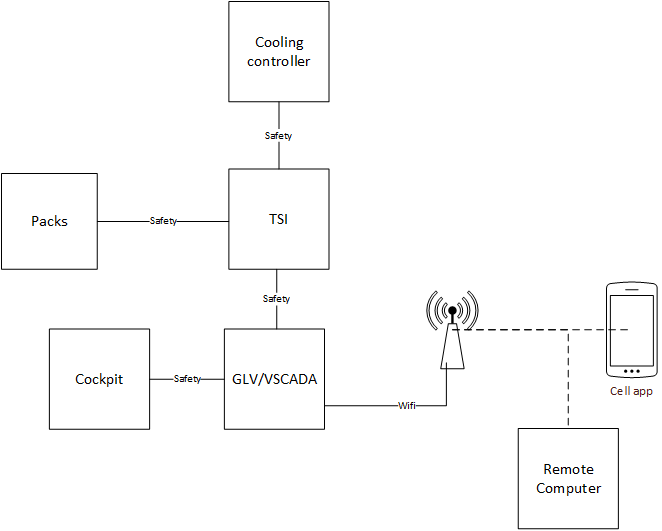 Cooling
controller
Safety
Packs
Safety
TSI
Safety
Cockpit
Safety
GLV/VSCADA
Wifi
Cell app
Remote
Computer